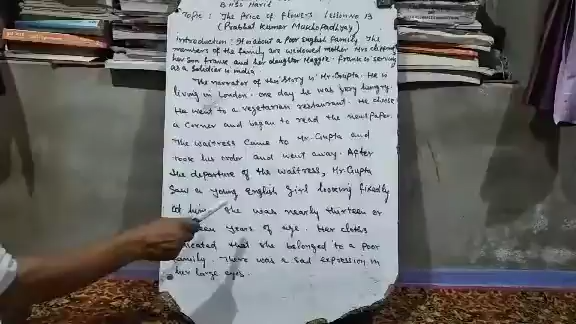 BHSS Harid
Topic : The Price of flowers Lesson No 13
(Prabhat Kumar Mukhopadhyay)
Introduction : It is about a Poor English family. The
members of the family are widowed mother Mrs Clifford
her Son Frank and her daughter Maggie. Frank is serving
as a Soldier in India
The narrator of the story is Mr. Gupta. He is
living in London. One day he was very hungry.
He went to a vegetarian restaurant. He choose
a corner and began to read the newspaper.
The waitress came to Mr. Gupta and
took his order and went away. After
the departure of the waitress, Mr. Gupta
Saw a young English girl looking fixedly
at him. She was nearly thirteen or
years of age. Her cloths
that she belonged to a poor
family. There was a sad expression in
her large eyes.